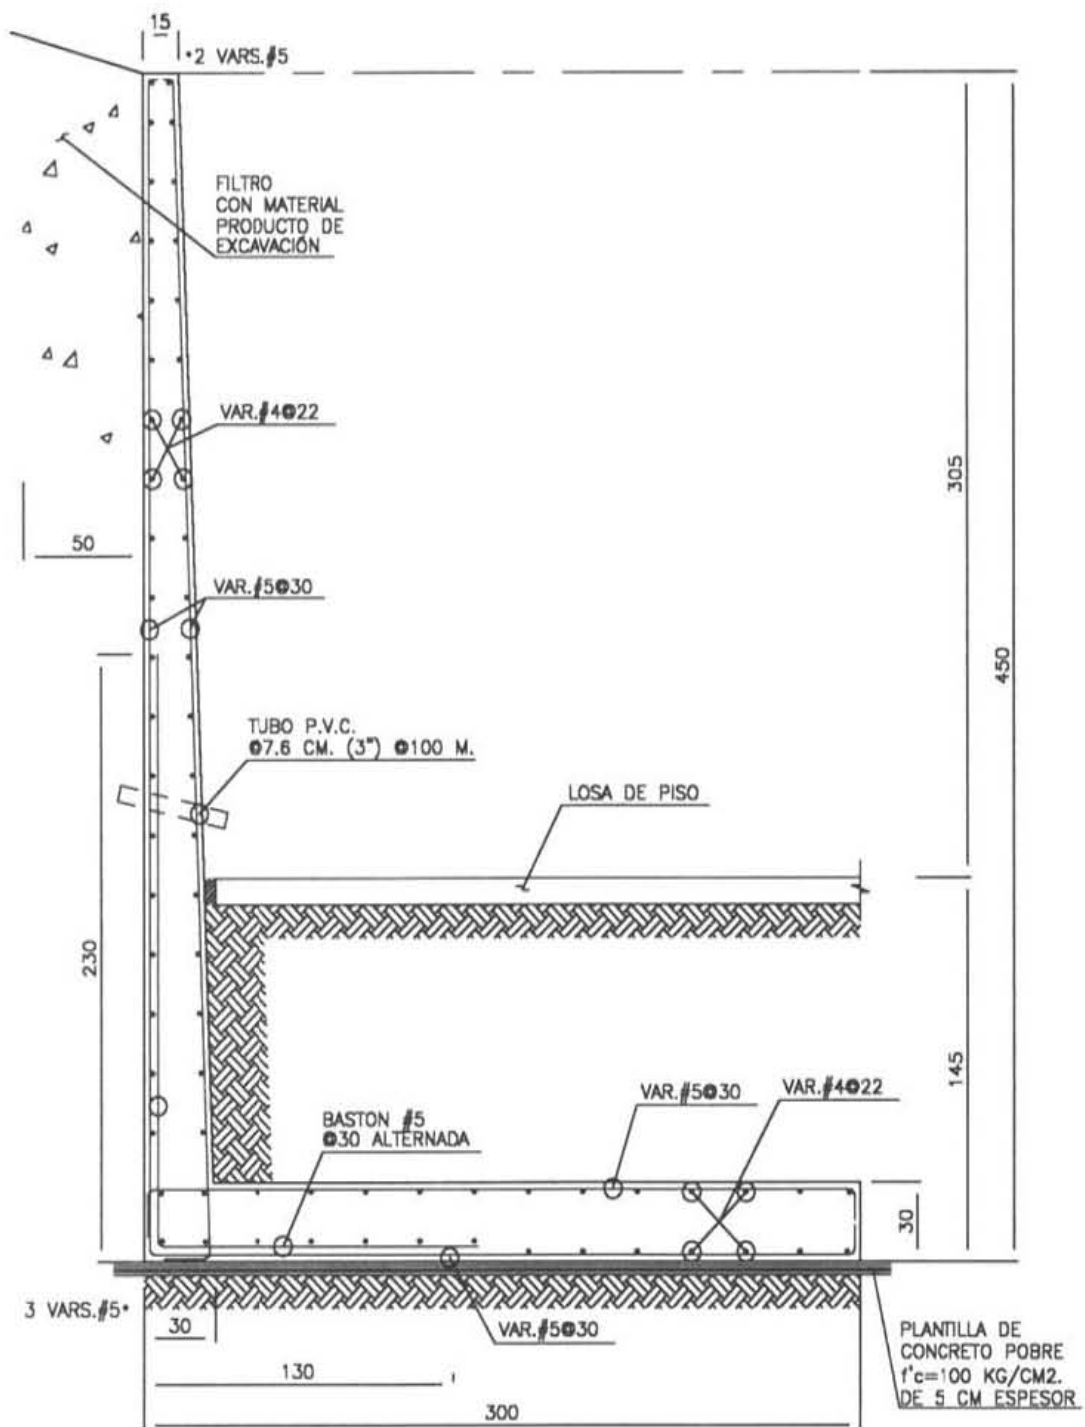 15
•2 VARS.#5
FILTRO
CON MATERIAL
PRODUCTO DE
EXCAVACIÓN
VAR.#4@22
305
50
VAR.#5@30
450
TUBO P.V.C.
@7.6 CM. (3") @100 M.
LOSA DE PISO
230
145
VAR.#5@30
VAR.#4@22
BASTON #5
@30 ALTERNADA
30
3 VARS.#5•
30
VAR.#5@30
130
300
PLANTILLA DE
CONCRETO POBRE
f'c=100 KG/CM2.
DE 5 CM ESPESOR